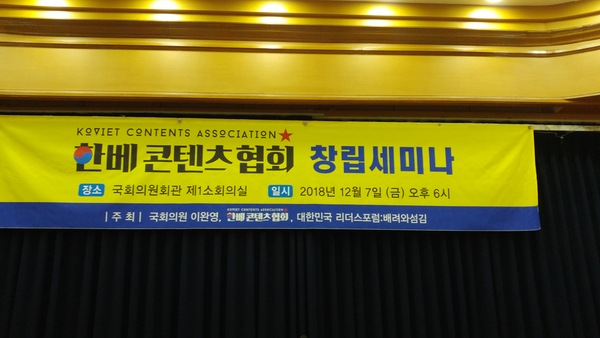 KOVIET CONTENTS ASSOCIATION
한베콘텐츠협회 창립세미나
장소 국회의원회관 제1소회의실 일시 2018년 12월 7일 (금) 오후 6시
KOVIET CONTENTS ASSOCIATION
| 주 최 | 국회의원 이완영, 한베콘텐츠협회, 대한민국 리더스포럼:배려와섬김